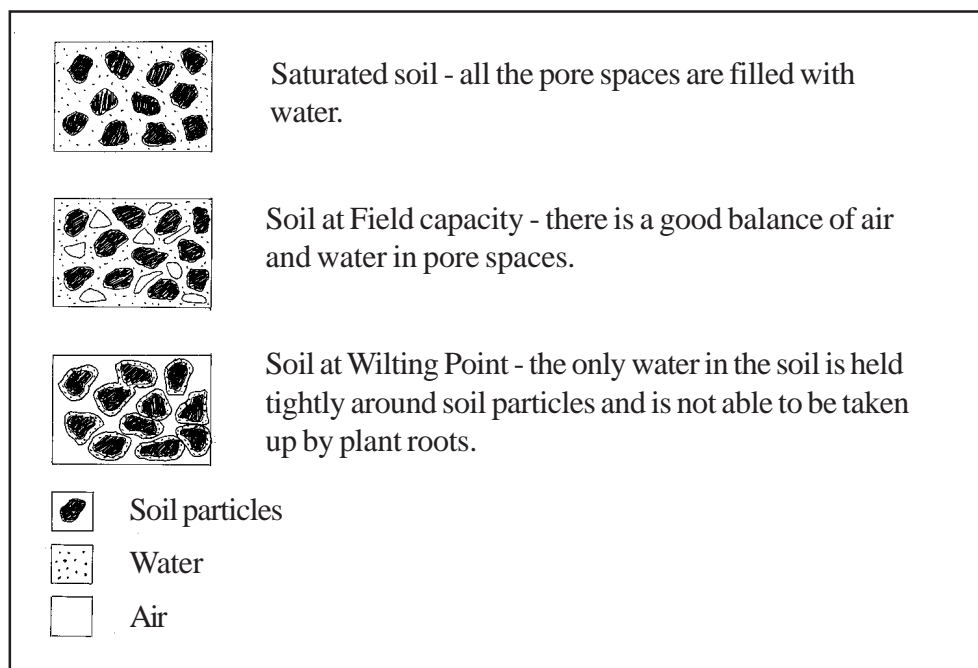 Saturated soil - all the pore spaces are filled with
water.
Soil at Field capacity - there is a good balance of air
and water in pore spaces.
Soil at Wilting Point - the only water in the soil is held
tightly around soil particles and is not able to be taken
up by plant roots.
Soil particles
Water
Air